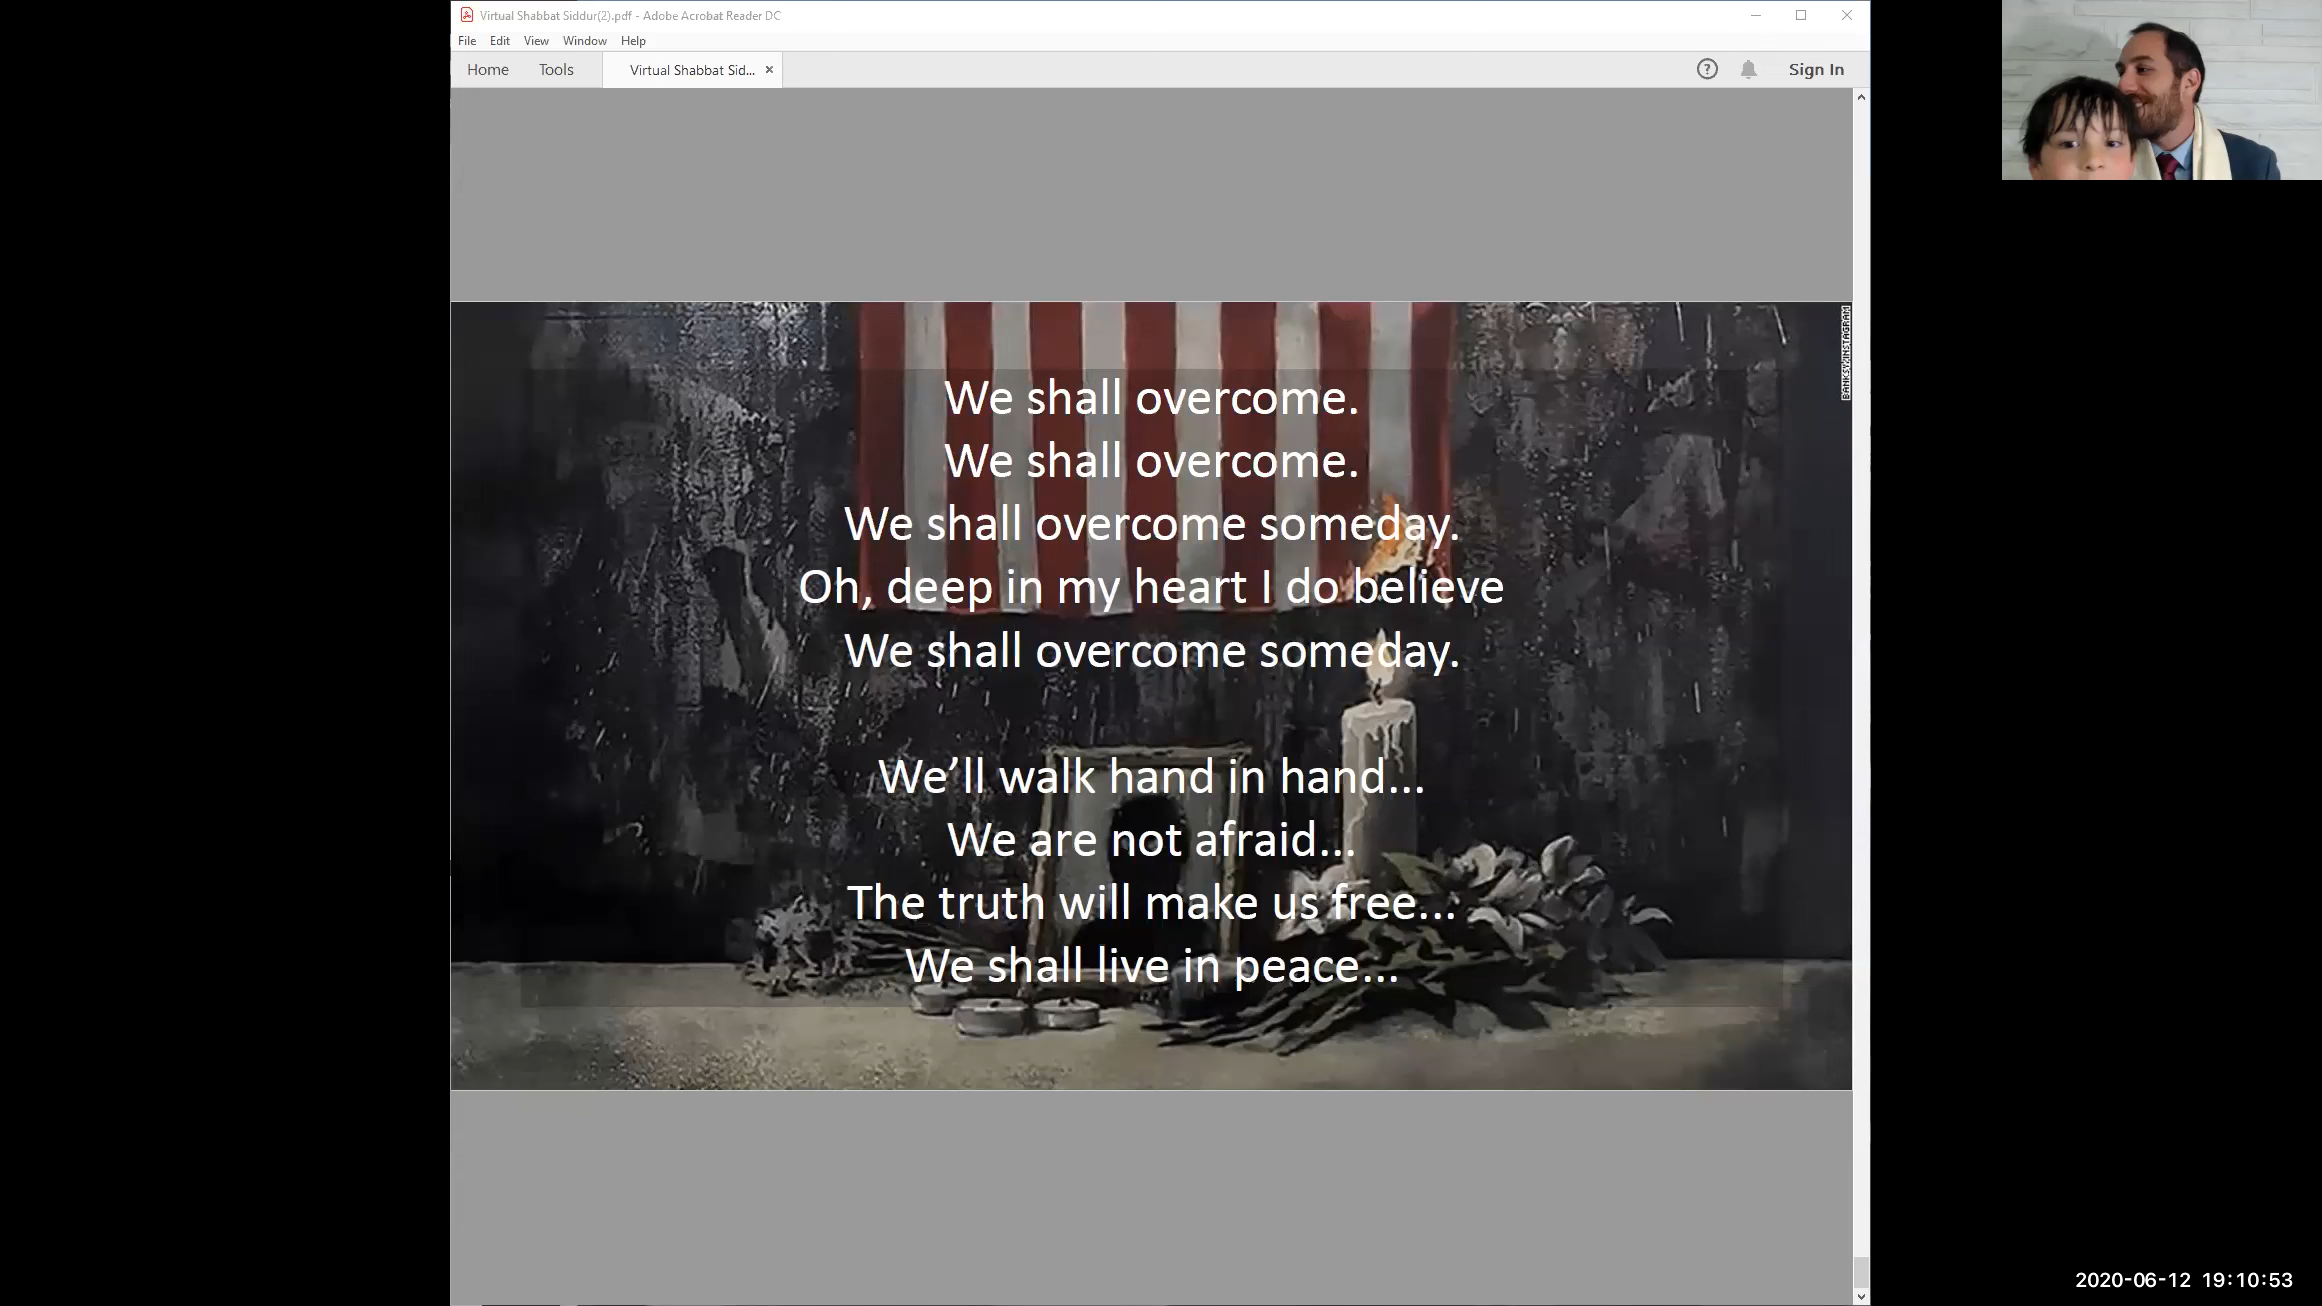 Virtual Shabbat Siddur(2).pdf - Adobe Acrobat Reader DC
File Edit View Window Help
Home Tools Virtual Shabbat Sid... × ? Sign In
BANKSY/INSTAGRAM
We shall overcome.
We shall overcome.
We shall overcome someday.
Oh, deep in my heart I do believe
We shall overcome someday.
We’ll walk hand in hand...
We are not afraid...
The truth will make us free...
We shall live in peace...
2020-06-12 19:10:53